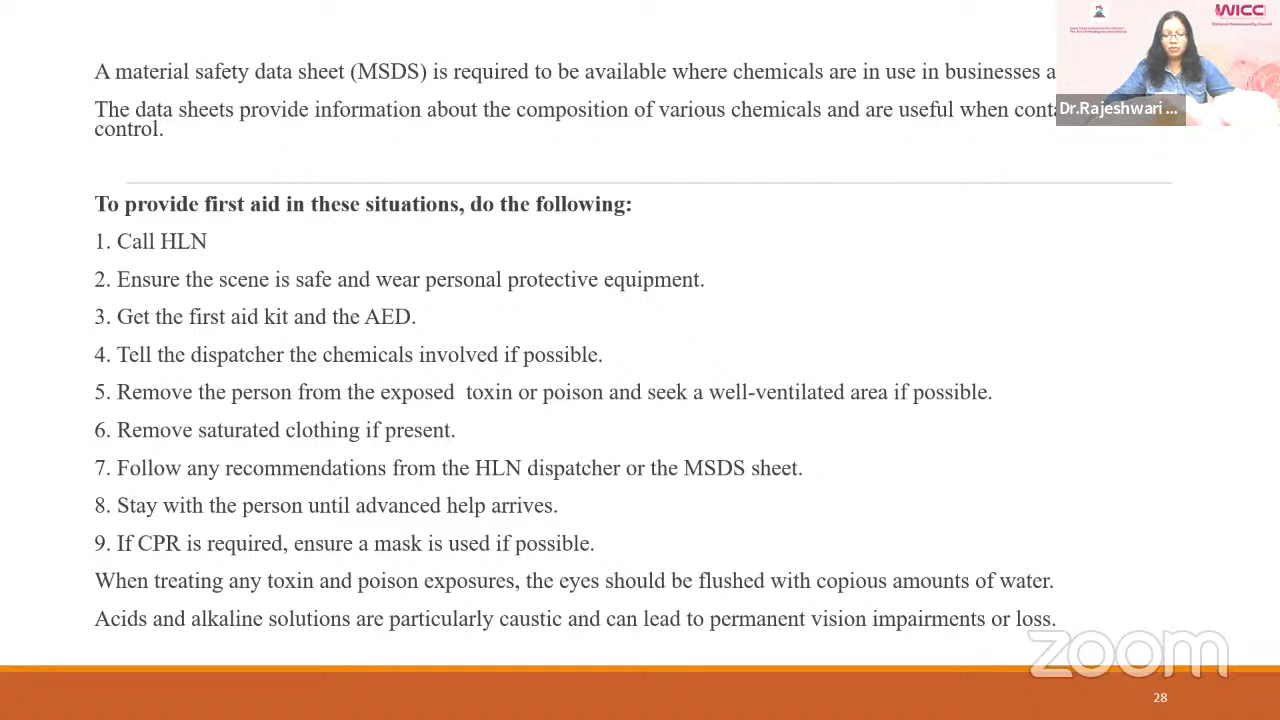 A material safety data sheet (MSDS) is required to be available where chemicals are in use in businesses a
The data sheets provide information about the composition of various chemicals and are useful when conta
control.
To provide first aid in these situations, do the following:
1. Call HLN
2. Ensure the scene is safe and wear personal protective equipment.
3. Get the first aid kit and the AED.
4. Tell the dispatcher the chemicals involved if possible.
5. Remove the person from the exposed  toxin or poison and seek a well-ventilated area if possible.
6. Remove saturated clothing if present.
7. Follow any recommendations from the HLN dispatcher or the MSDS sheet.
8. Stay with the person until advanced help arrives.
9. If CPR is required, ensure a mask is used if possible.
When treating any toxin and poison exposures, the eyes should be flushed with copious amounts of water.
Acids and alkaline solutions are particularly caustic and can lead to permanent vision impairments or loss.
WICC
Dr.Rajeshwari ...
zoom
28